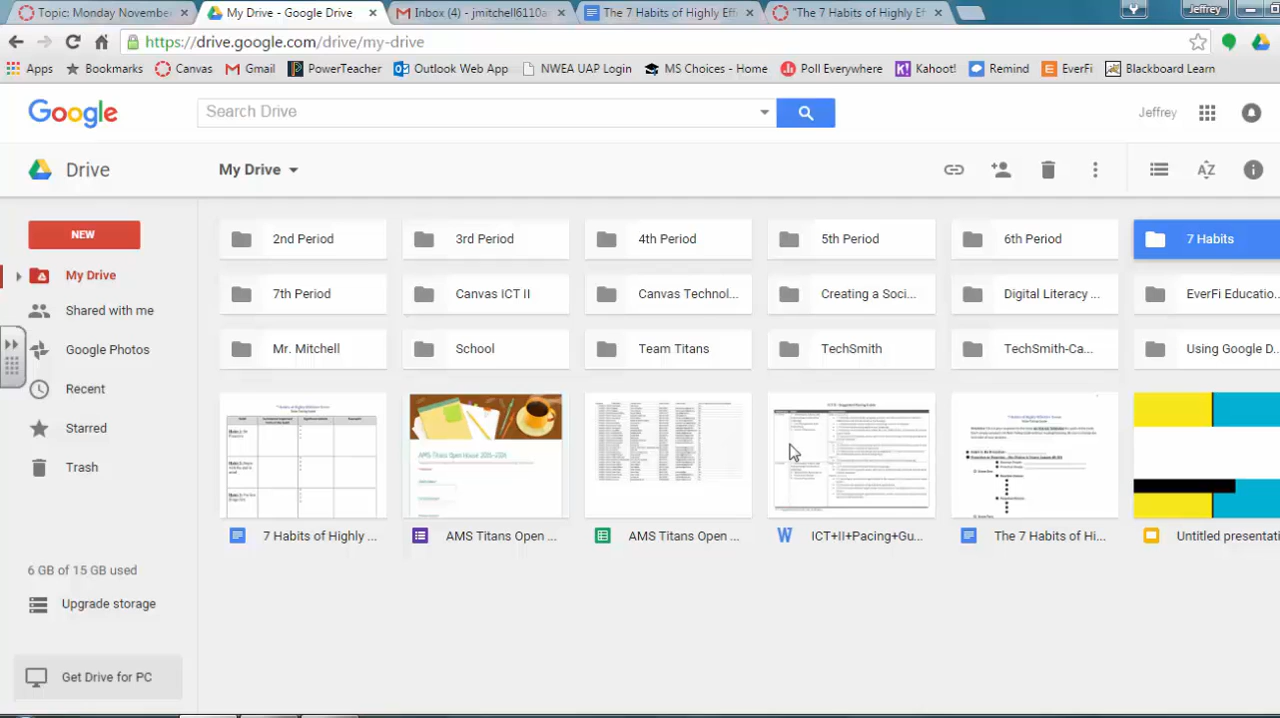 Topic: Monday November
My Drive - Google Drive
Inbox (4) - jmitchell6110a
The 7 Habits of Highly Eff
"The 7 Habits of Highly Ef
Jeffrey
https://drive.google.com/drive/my-drive
Apps
Bookmarks
Canvas
Gmail
PowerTeacher
Outlook Web App
NWEA UAP Login
MS Choices - Home
Poll Everywhere
Kahoot!
Remind
EverFi
Blackboard Learn
Google
Search Drive
Jeffrey
Drive
My Drive
NEW
My Drive
Shared with me
Google Photos
Recent
Starred
Trash
6 GB of 15 GB used
Upgrade storage
Get Drive for PC
2nd Period
3rd Period
4th Period
5th Period
6th Period
7 Habits
7th Period
Canvas ICT II
Canvas Technol...
Creating a Soci...
Digital Literacy ...
EverFi Educatio...
Mr. Mitchell
School
Team Titans
TechSmith
TechSmith-Ca...
Using Google D...
7 Habits of Highly ...
AMS Titans Open ...
AMS Titans Open ...
ICT+II+Pacing+Gu...
The 7 Habits of Hi...
Untitled presentati